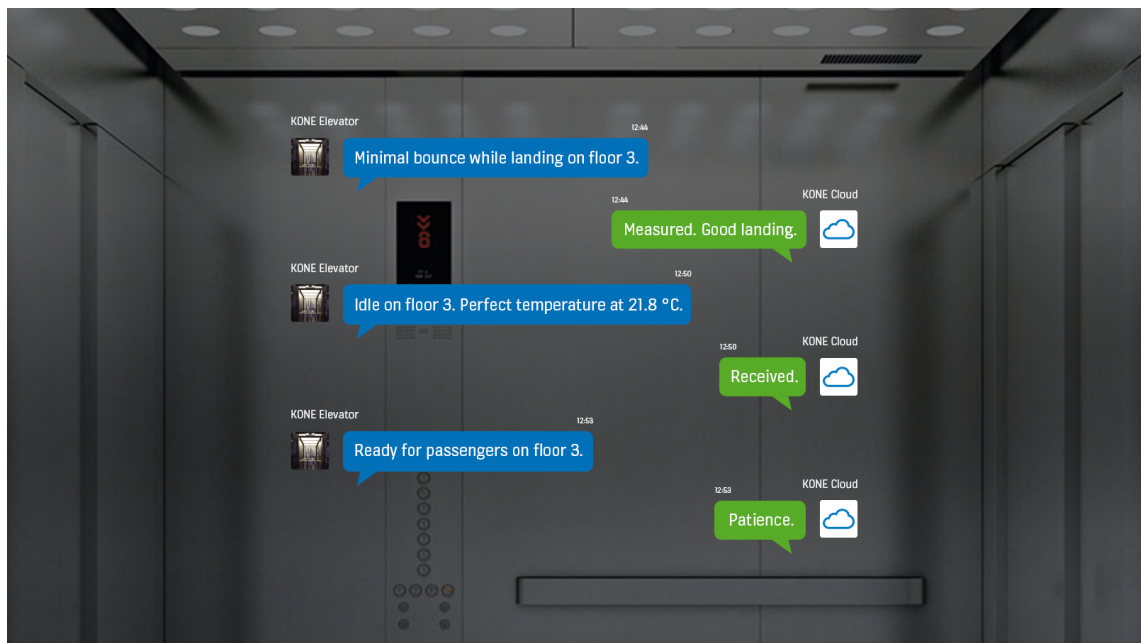 KONE Elevator
12:44
Minimal bounce while landing on floor 3.
KONE Cloud
12:44
Measured. Good landing.
KONE Elevator
12:50
Idle on floor 3. Perfect temperature at 21.8 °C.
KONE Cloud
12:50
Received.
KONE Elevator
12:53
Ready for passengers on floor 3.
KONE Cloud
12:53
Patience.
8